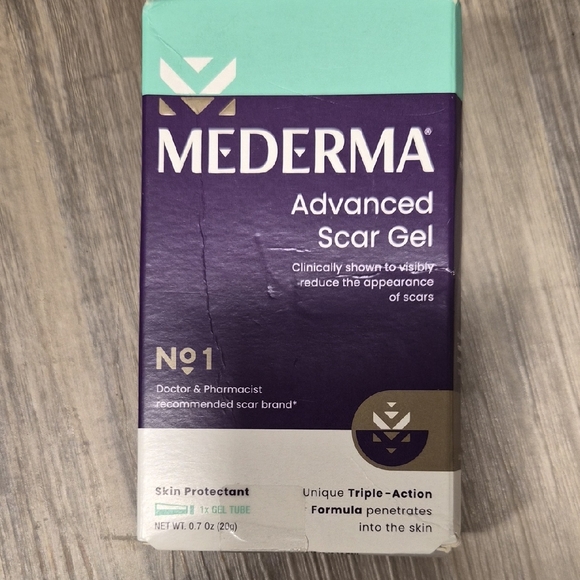 MEDERMA®
Advanced
Scar Gel
Clinically shown to visibly
reduce the appearance
of scars
Nº1
Doctor & Pharmacist
recommended scar brand*
Skin Protectant
1x GEL TUBE
NET WT. 0.7 Oz (20g)
Unique Triple-Action
Formula penetrates
into the skin